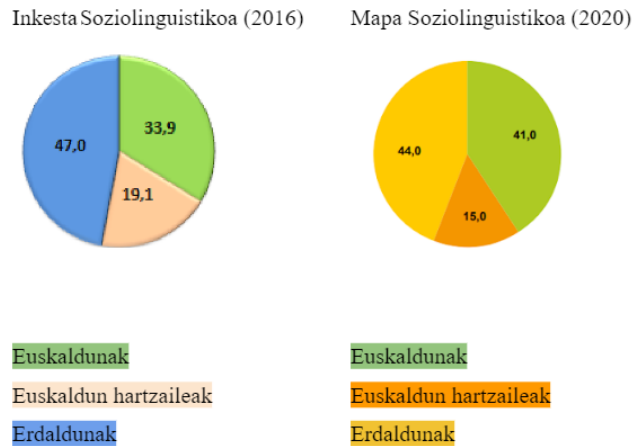 Inkesta Soziolinguistikoa (2016)
47,0
33,9
19,1
Euskaldunak
Euskaldun hartzaileak
Erdaldunak
Mapa Soziolinguistikoa (2020)
44,0
41,0
15,0
Euskaldunak
Euskaldun hartzaileak
Erdaldunak